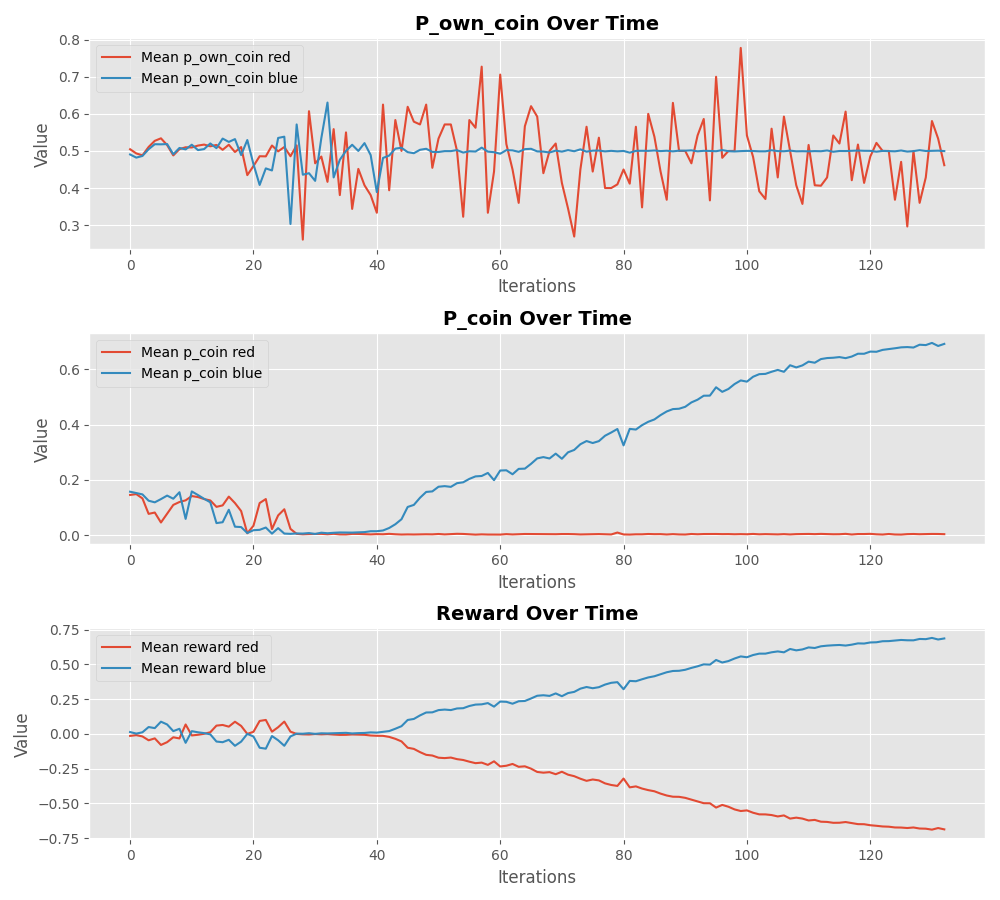 P_own_coin Over Time
Mean p_own_coin red
Mean p_own_coin blue
Value
0.8
0.7
0.6
0.5
0.4
0.3
0 20 40 60 80 100 120
Iterations
P_coin Over Time
Mean p_coin red
Mean p_coin blue
Value
0.6
0.4
0.2
0.0
0 20 40 60 80 100 120
Iterations
Reward Over Time
Mean reward red
Mean reward blue
Value
0.75
0.50
0.25
0.00
−0.25
−0.50
−0.75
0 20 40 60 80 100 120
Iterations